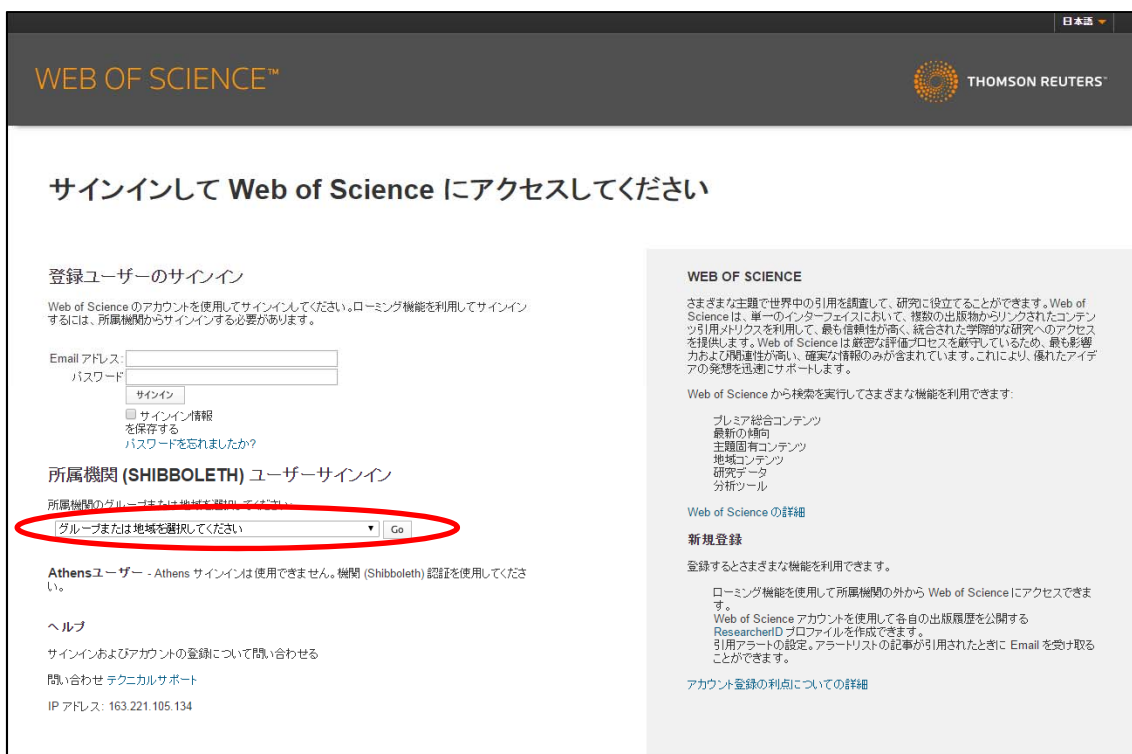 日本語
WEB OF SCIENCE™
THOMSON REUTERS™
サインインして Web of Science にアクセスしてください
登録ユーザーのサインイン
Web of Science のアカウントを使用してサインインしてください。ローミング機能を利用してサインイン
するには、所属機関からサインインする必要があります。
Email アドレス:
パスワード
サインイン
サインイン情報
を保存する
パスワードを忘れましたか?
所属機関 (SHIBBOLETH) ユーザーサインイン
所属機関のグループまたは地域を選択してください:
グループまたは地域を選択してください
Go
Athensユーザー - Athens サインインは使用できません。機関 (Shibboleth) 認証を使用してくださ
い。
ヘルプ
サインインおよびアカウントの登録について問い合わせる
問い合わせ テクニカルサポート
IP アドレス: 163.221.105.134
WEB OF SCIENCE
さまざまな主題で世界中の引用を調査して、研究に役立てることができます。Web of
Science は、単一のインターフェイスにおいて、複数の出版物からリンクされたコンテン
ツ引用メトリクスを利用して、最も信頼性が高く、統合された学際的な研究へのアクセス
を提供します。Web of Science は厳密な評価プロセスを厳守しているため、最も影響
力および関連性が高い、確実な情報のみが含まれています。これにより、優れたアイデ
アの発想を迅速にサポートします。
Web of Science から検索を実行してさまざまな機能を利用できます:
プレミア総合コンテンツ
最新の傾向
主題固有コンテンツ
地域コンテンツ
研究データ
分析ツール
Web of Science の詳細
新規登録
登録するとさまざまな機能を利用できます。
ローミング機能を使用して所属機関の外から Web of Science にアクセスできま
す。
Web of Science アカウントを使用して各自の出版履歴を公開する
ResearcherID プロファイルを作成できます。
引用アラートの設定。アラートリストの記事が引用されたときに Email を受け取る
ことができます。
アカウント登録の利点についての詳細